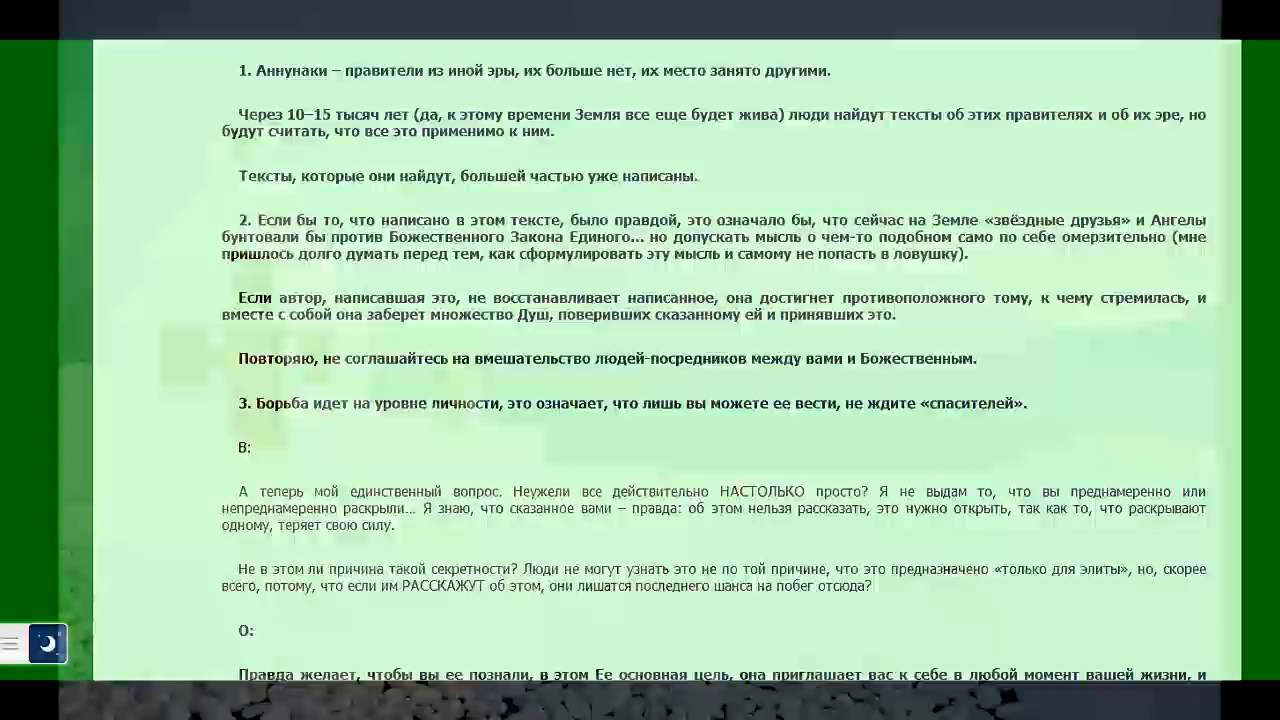 1. Аннунаки – правители из иной эры, их больше нет, их место занято другими.
Через 10–15 тысяч лет (да, к этому времени Земля все еще будет жива) люди найдут тексты об этих правителях и об их эре, но
будут считать, что все это применимо к ним.
Тексты, которые они найдут, большей частью уже написаны.
2. Если бы то, что написано в этом тексте, было правдой, это означало бы, что сейчас на Земле «звёздные друзья» и Ангелы
бунтовали бы против Божественного Закона Единого... но допускать мысль о чем-то подобном само по себе омерзительно (мне
пришлось долго думать перед тем, как сформулировать эту мысль и самому не попасть в ловушку).
Если автор, написавшая это, не восстанавливает написанное, она достигнет противоположного тому, к чему стремилась, и
вместе с собой она заберет множество Душ, поверивших сказанному ей и принявших это.
Повторяю, не соглашайтесь на вмешательство людей-посредников между вами и Божественным.
3. Борьба идет на уровне личности, это означает, что лишь вы можете ее вести, не ждите «спасителей».
В:
А теперь мой единственный вопрос. Неужели все действительно НАСТОЛЬКО просто? Я не выдам то, что вы преднамеренно или
непреднамеренно раскрыли... Я знаю, что сказанное вами – правда: об этом нельзя рассказать, это нужно открыть, так как то, что раскрывают
одному, теряет свою силу.
Не в этом ли причина такой секретности? Люди не могут узнать это не по той причине, что это предназначено «только для элиты», но, скорее
всего, потому, что если им РАССКАЖУТ об этом, они лишатся последнего шанса на побег отсюда?
О:
Правда желает, чтобы вы ее познали, в этом Ее основная цель, она приглашает вас к себе в любой момент вашей жизни, и